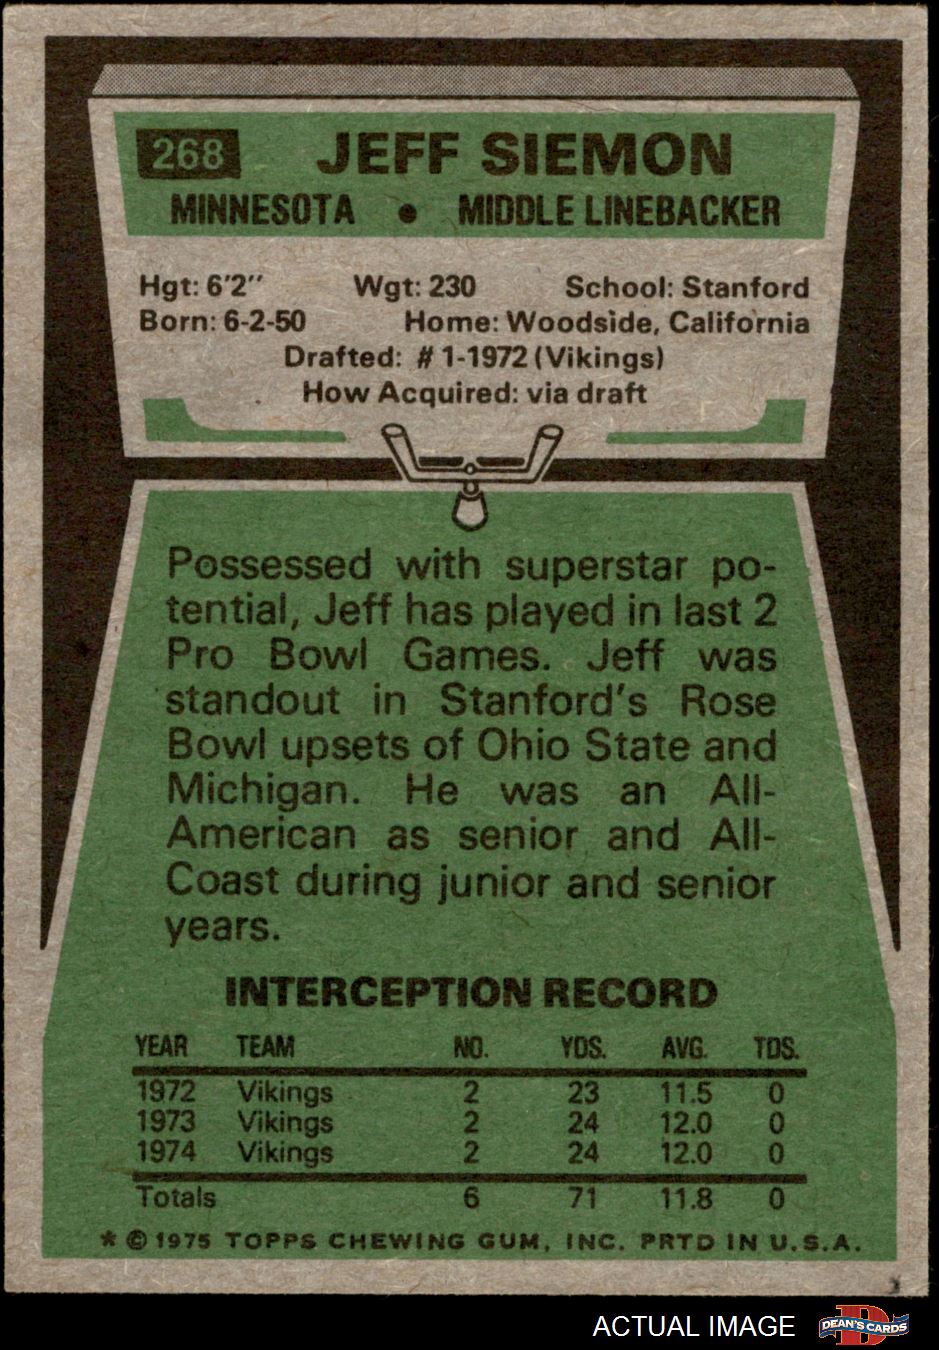 268 JEFF SIEMON
MINNESOTA • MIDDLE LINEBACKER
Hgt: 6'2" Wgt: 230 School: Stanford
Born: 6-2-50 Home: Woodside, California
Drafted: #1-1972 (Vikings)
How Acquired: via draft
Possessed with superstar po-
tential, Jeff has played in last 2
Pro Bowl Games. Jeff was
standout in Stanford's Rose
Bowl upsets of Ohio State and
Michigan. He was an All-
American as senior and All-
Coast during junior and senior
years.
INTERCEPTION RECORD
YEAR TEAM NO. YDS. AVG. TDS.
1972 Vikings 2 23 11.5 0
1973 Vikings 2 24 12.0 0
1974 Vikings 2 24 12.0 0
Totals 6 71 11.8 0
* © 1975 TOPPS CHEWING GUM, INC. PRTD IN U.S.A.
ACTUAL IMAGE D DEAN'S CARDS